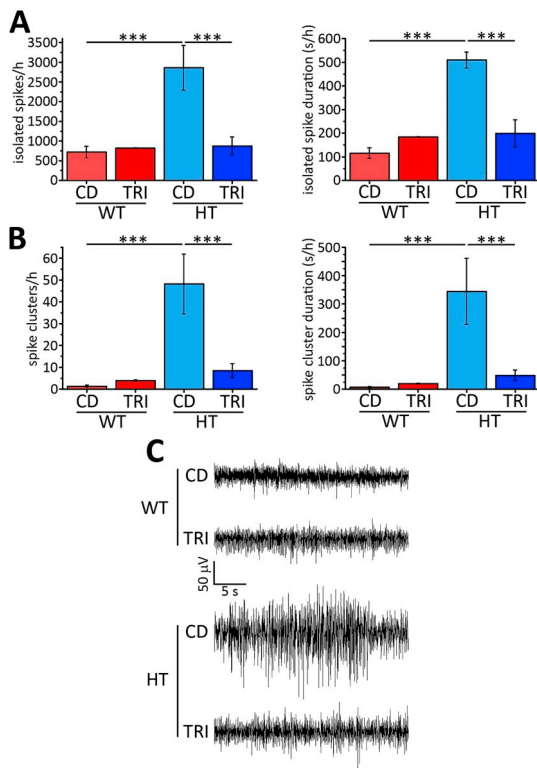 A
isolated spikes/h
3500
3000
2500
2000
1500
1000
500
0
*** ***
CD TRI CD TRI
WT HT
isolated spike duration (s/h)
600
500
400
300
200
100
0
*** ***
CD TRI CD TRI
WT HT
B
spike clusters/h
60
50
40
30
20
10
0
*** ***
CD TRI CD TRI
WT HT
spike cluster duration (s/h)
500
400
300
200
100
0
*** ***
CD TRI CD TRI
WT HT
C
WT
CD
TRI
50 µV
5 s
HT
CD
TRI